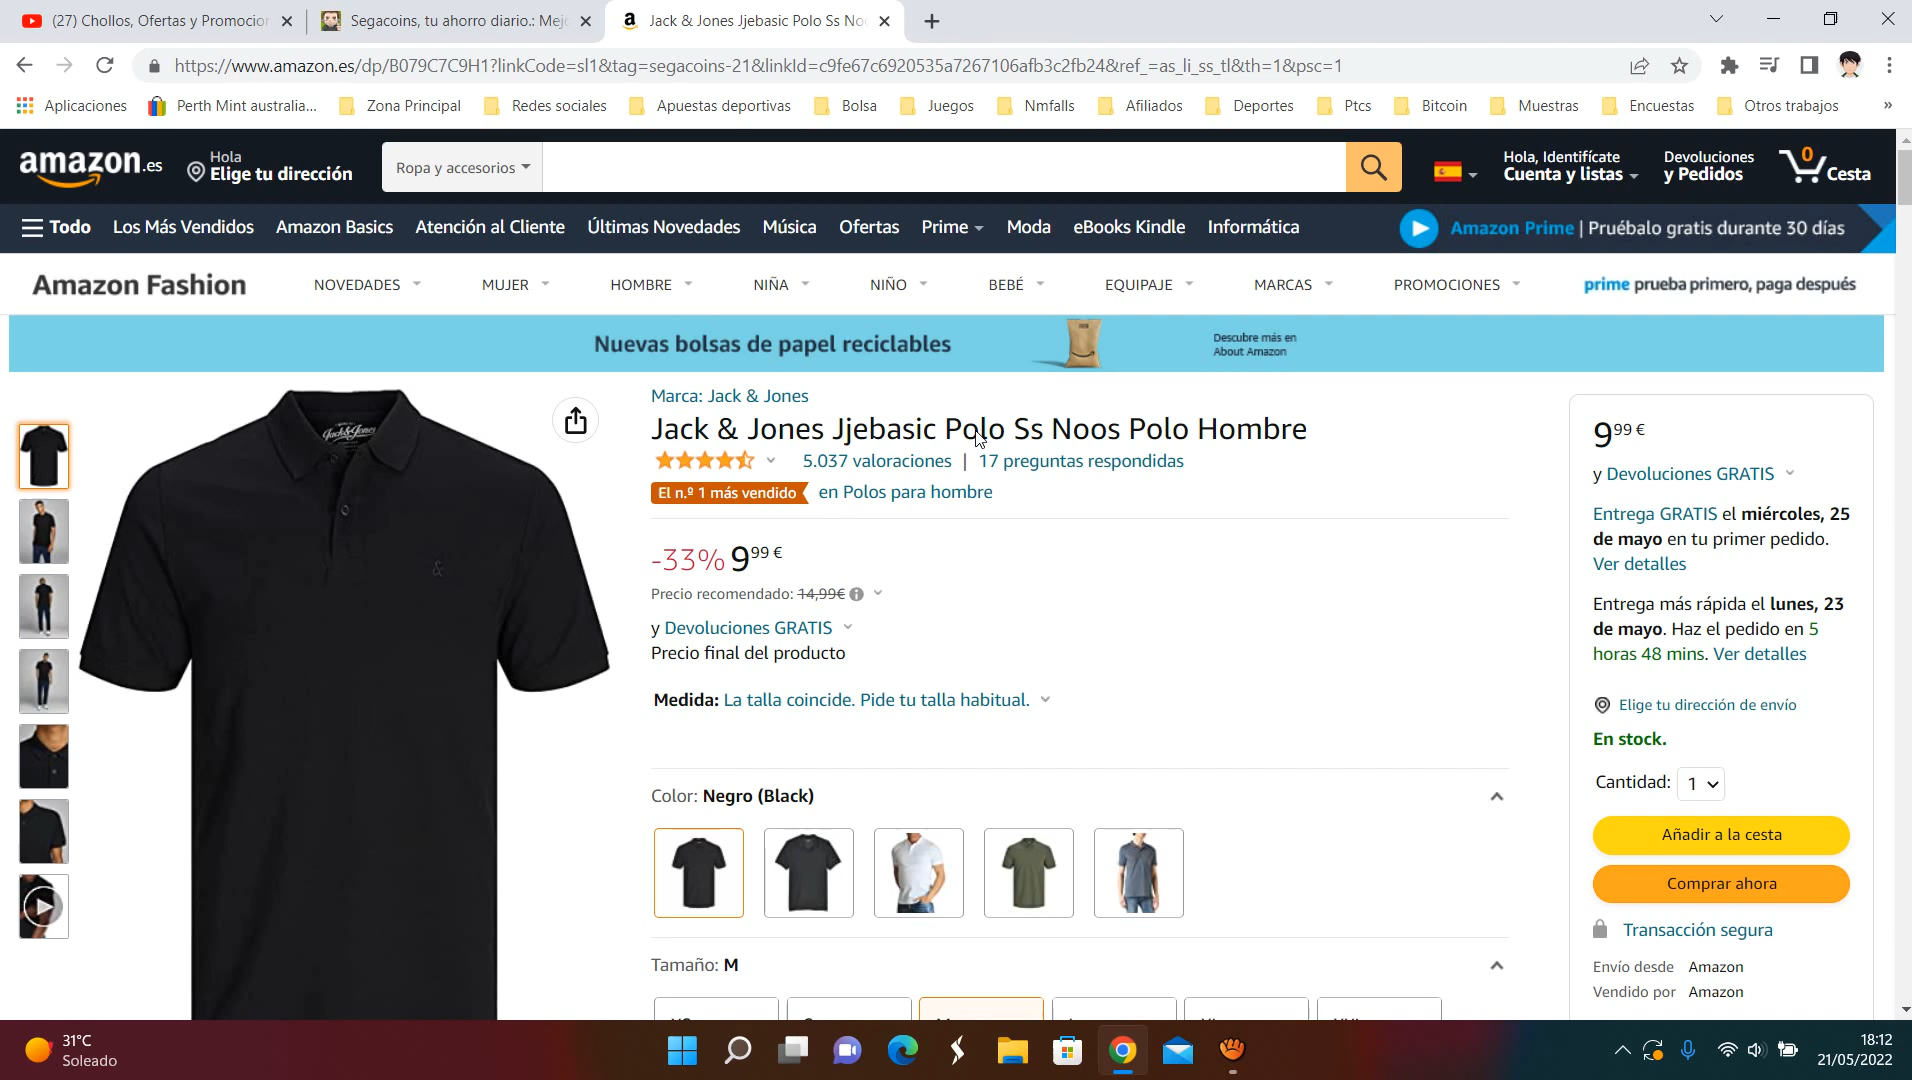 (27) Chollos, Ofertas y Promocion
Segacoins, tu ahorro diario.: Mejo
Jack & Jones Jjebasic Polo Ss Noo
https://www.amazon.es/dp/B079C7C9H1?linkCode=sl1&tag=segacoins-21&linkId=c9fe67c6920535a7267106afb3c2fb24&ref_=as_li_ss_tl&th=1&psc=1
Aplicaciones
Perth Mint australia...
Zona Principal
Redes sociales
Apuestas deportivas
Bolsa
Juegos
Nmfalls
Afiliados
Deportes
Ptcs
Bitcoin
Muestras
Encuestas
Otros trabajos
»
amazon.es
Hola
Elige tu dirección
Ropa y accesorios
Hola, Identifícate
Cuenta y listas
Devoluciones
y Pedidos
0
Cesta
Todo
Los Más Vendidos
Amazon Basics
Atención al Cliente
Últimas Novedades
Música
Ofertas
Prime
Moda
eBooks Kindle
Informática
Amazon Prime | Pruébalo gratis durante 30 días
Amazon Fashion
NOVEDADES
MUJER
HOMBRE
NIÑA
NIÑO
BEBÉ
EQUIPAJE
MARCAS
PROMOCIONES
prime prueba primero, paga después
Nuevas bolsas de papel reciclables
Descubre más en
About Amazon
Jack & Jones
&
Marca: Jack & Jones
Jack & Jones Jjebasic Polo Ss Noos Polo Hombre
5.037 valoraciones | 17 preguntas respondidas
El n.º 1 más vendido en Polos para hombre
-33% 9⁹⁹ €
Precio recomendado: 14,99€
y Devoluciones GRATIS
Precio final del producto
Medida: La talla coincide. Pide tu talla habitual.
Color: Negro (Black)
Tamaño: M
9⁹⁹ €
y Devoluciones GRATIS
Entrega GRATIS el miércoles, 25
de mayo en tu primer pedido.
Ver detalles
Entrega más rápida el lunes, 23
de mayo. Haz el pedido en 5
horas 48 mins. Ver detalles
Elige tu dirección de envío
En stock.
Cantidad: 1
Añadir a la cesta
Comprar ahora
Transacción segura
Envío desde Amazon
Vendido por Amazon
31°C
Soleado
18:12
21/05/2022